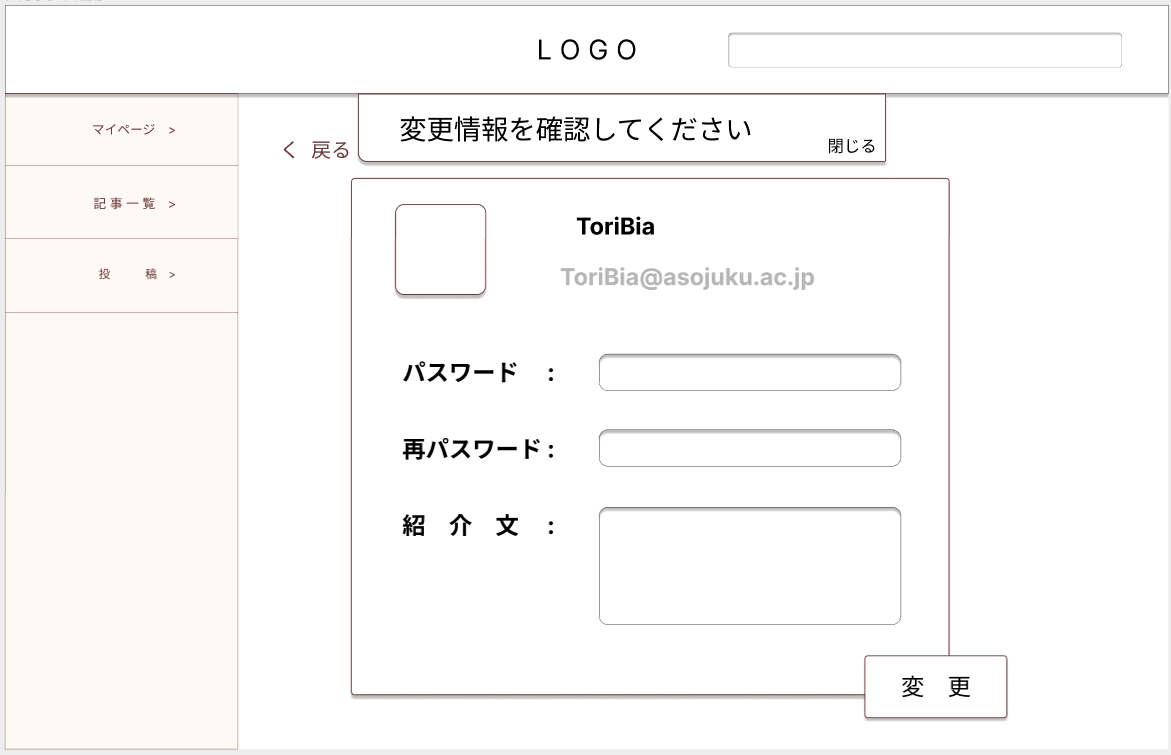 LOGO
マイページ >
記事一覧 >
投 稿 >
< 戻る
変更情報を確認してください
閉じる
ToriBia
ToriBia@asojuku.ac.jp
パスワード :
再パスワード :
紹 介 文 :
変 更